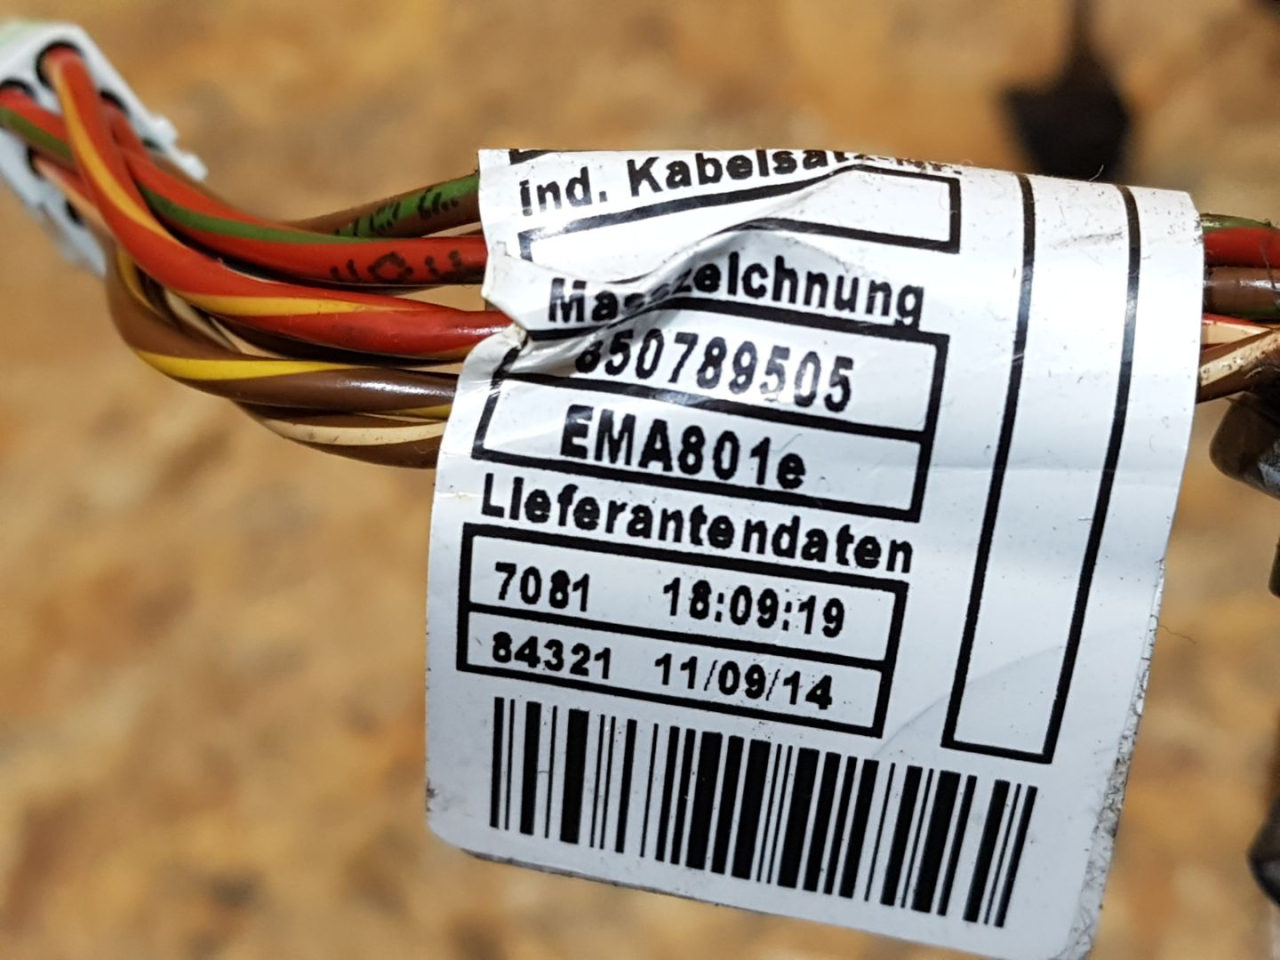 Ind. Kabelsatz-Nr.
Masszeichnung
850789505
EMA801e
Lieferantendaten
7081 18:09:19
84321 11/09/14